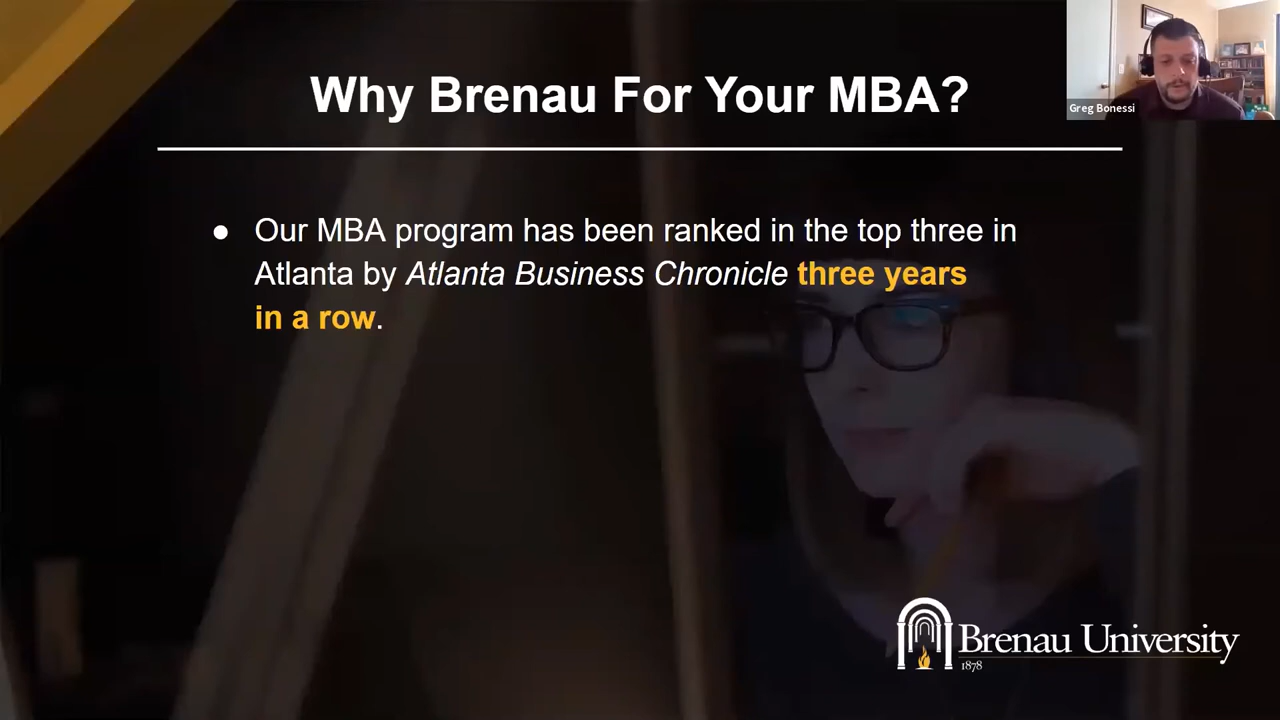 Why Brenau For Your MBA?
Greg Bonessi
● Our MBA program has been ranked in the top three in
Atlanta by Atlanta Business Chronicle three years
in a row.
Brenau University
1878